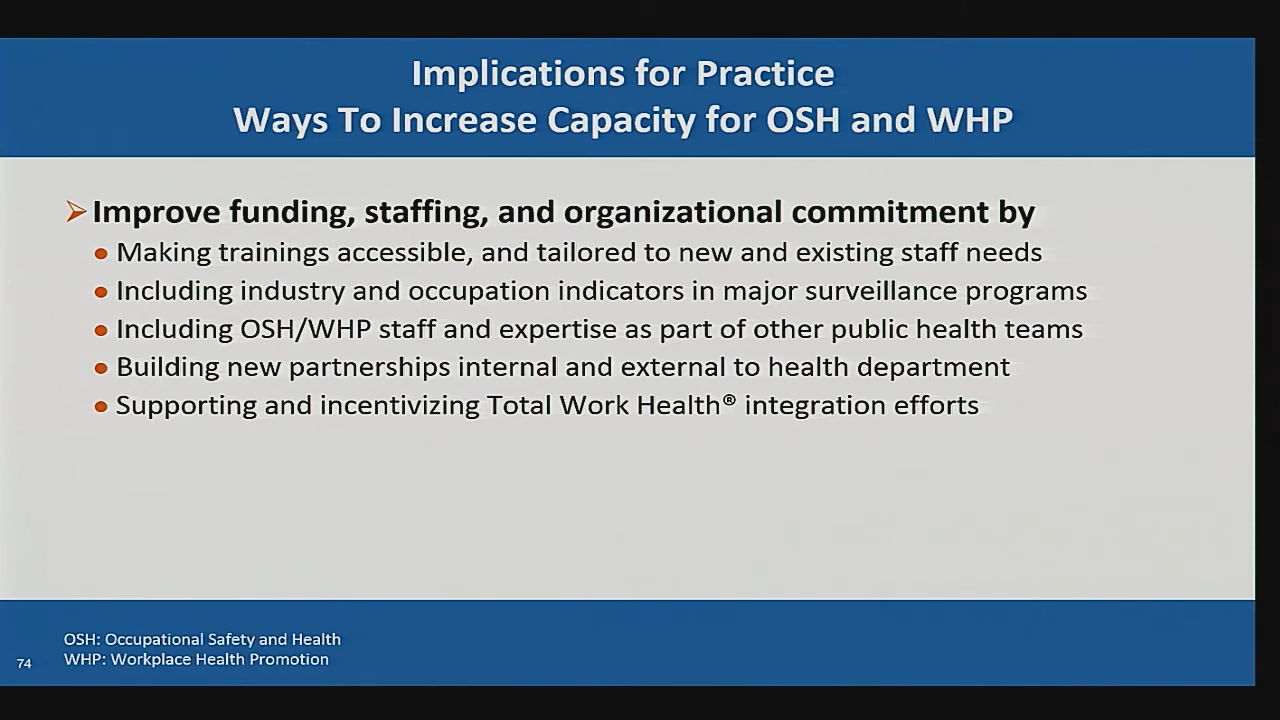 Implications for Practice
Ways To Increase Capacity for OSH and WHP
Improve funding, staffing, and organizational commitment by
Making trainings accessible, and tailored to new and existing staff needs
Including industry and occupation indicators in major surveillance programs
Including OSH/WHP staff and expertise as part of other public health teams
Building new partnerships internal and external to health department
Supporting and incentivizing Total Work Health® integration efforts
OSH: Occupational Safety and Health
WHP: Workplace Health Promotion
74